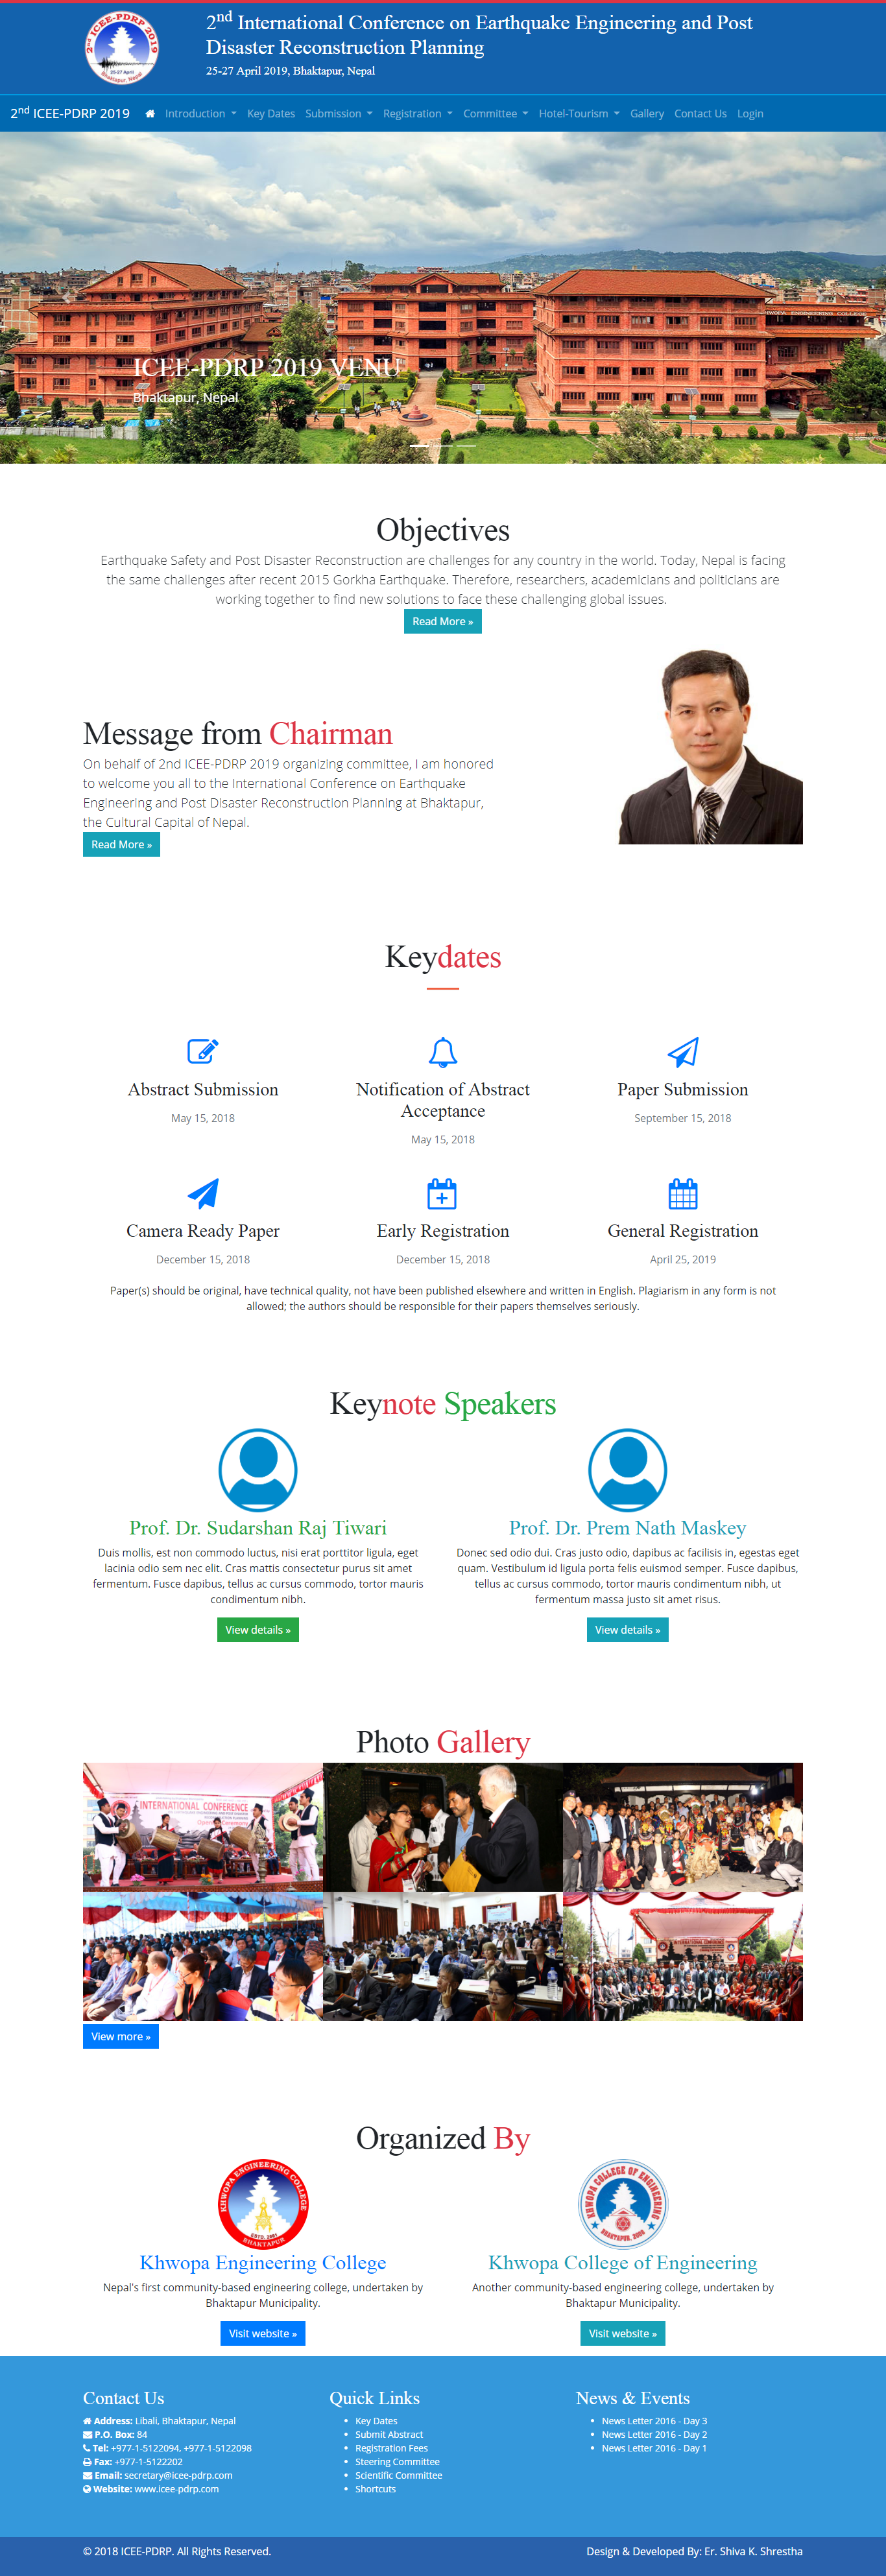 2nd International Conference on Earthquake Engineering and Post
Disaster Reconstruction Planning
25-27 April 2019, Bhaktapur, Nepal
2nd ICEE-PDRP 2019
Introduction
Key Dates
Submission
Registration
Committee
Hotel-Tourism
Gallery
Contact Us
Login
ICEE-PDRP 2019 VENU
Bhaktapur, Nepal
Objectives
Earthquake Safety and Post Disaster Reconstruction are challenges for any country in the world. Today, Nepal is facing
the same challenges after recent 2015 Gorkha Earthquake. Therefore, researchers, academicians and politicians are
working together to find new solutions to face these challenging global issues.
Read More »
Message from Chairman
On behalf of 2nd ICEE-PDRP 2019 organizing committee, I am honored
to welcome you all to the International Conference on Earthquake
Engineering and Post Disaster Reconstruction Planning at Bhaktapur,
the Cultural Capital of Nepal.
Read More »
Keydates
Abstract Submission
May 15, 2018
Notification of Abstract
Acceptance
May 15, 2018
Paper Submission
September 15, 2018
Camera Ready Paper
December 15, 2018
Early Registration
December 15, 2018
General Registration
April 25, 2019
Paper(s) should be original, have technical quality, not have been published elsewhere and written in English. Plagiarism in any form is not
allowed; the authors should be responsible for their papers themselves seriously.
Keynote Speakers
Prof. Dr. Sudarshan Raj Tiwari
Duis mollis, est non commodo luctus, nisi erat porttitor ligula, eget
lacinia odio sem nec elit. Cras mattis consectetur purus sit amet
fermentum. Fusce dapibus, tellus ac cursus commodo, tortor mauris
condimentum nibh.
View details »
Prof. Dr. Prem Nath Maskey
Donec sed odio dui. Cras justo odio, dapibus ac facilisis in, egestas eget
quam. Vestibulum id ligula porta felis euismod semper. Fusce dapibus,
tellus ac cursus commodo, tortor mauris condimentum nibh, ut
fermentum massa justo sit amet risus.
View details »
Photo Gallery
INTERNATIONAL CONFERENCE
View more »
Organized By
KHWOPA ENGINEERING COLLEGE
BHAKTAPUR
Khwopa Engineering College
Nepal's first community-based engineering college, undertaken by
Bhaktapur Municipality.
Visit website »
KHWOPA COLLEGE OF ENGINEERING
Khwopa College of Engineering
Another community-based engineering college, undertaken by
Bhaktapur Municipality.
Visit website »
Contact Us
Address: Libali, Bhaktapur, Nepal
P.O. Box: 84
Tel: +977-1-5122094, +977-1-5122098
Fax: +977-1-5122202
Email: secretary@icee-pdrp.com
Website: www.icee-pdrp.com
Quick Links
Key Dates
Submit Abstract
Registration Fees
Steering Committee
Scientific Committee
Shortcuts
News & Events
News Letter 2016 - Day 3
News Letter 2016 - Day 2
News Letter 2016 - Day 1
© 2018 ICEE-PDRP. All Rights Reserved.
Design & Developed By: Er. Shiva K. Shrestha